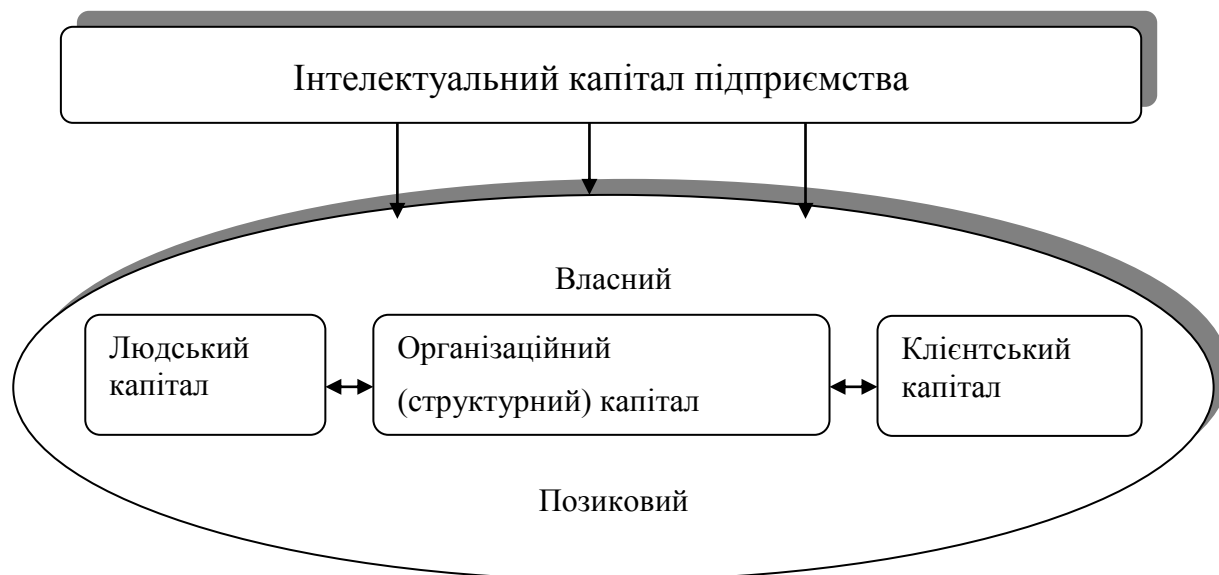 Інтелектуальний капітал підприємства
Власний
Людський
капітал
Організаційний
(структурний) капітал
Клієнтський
капітал
Позиковий